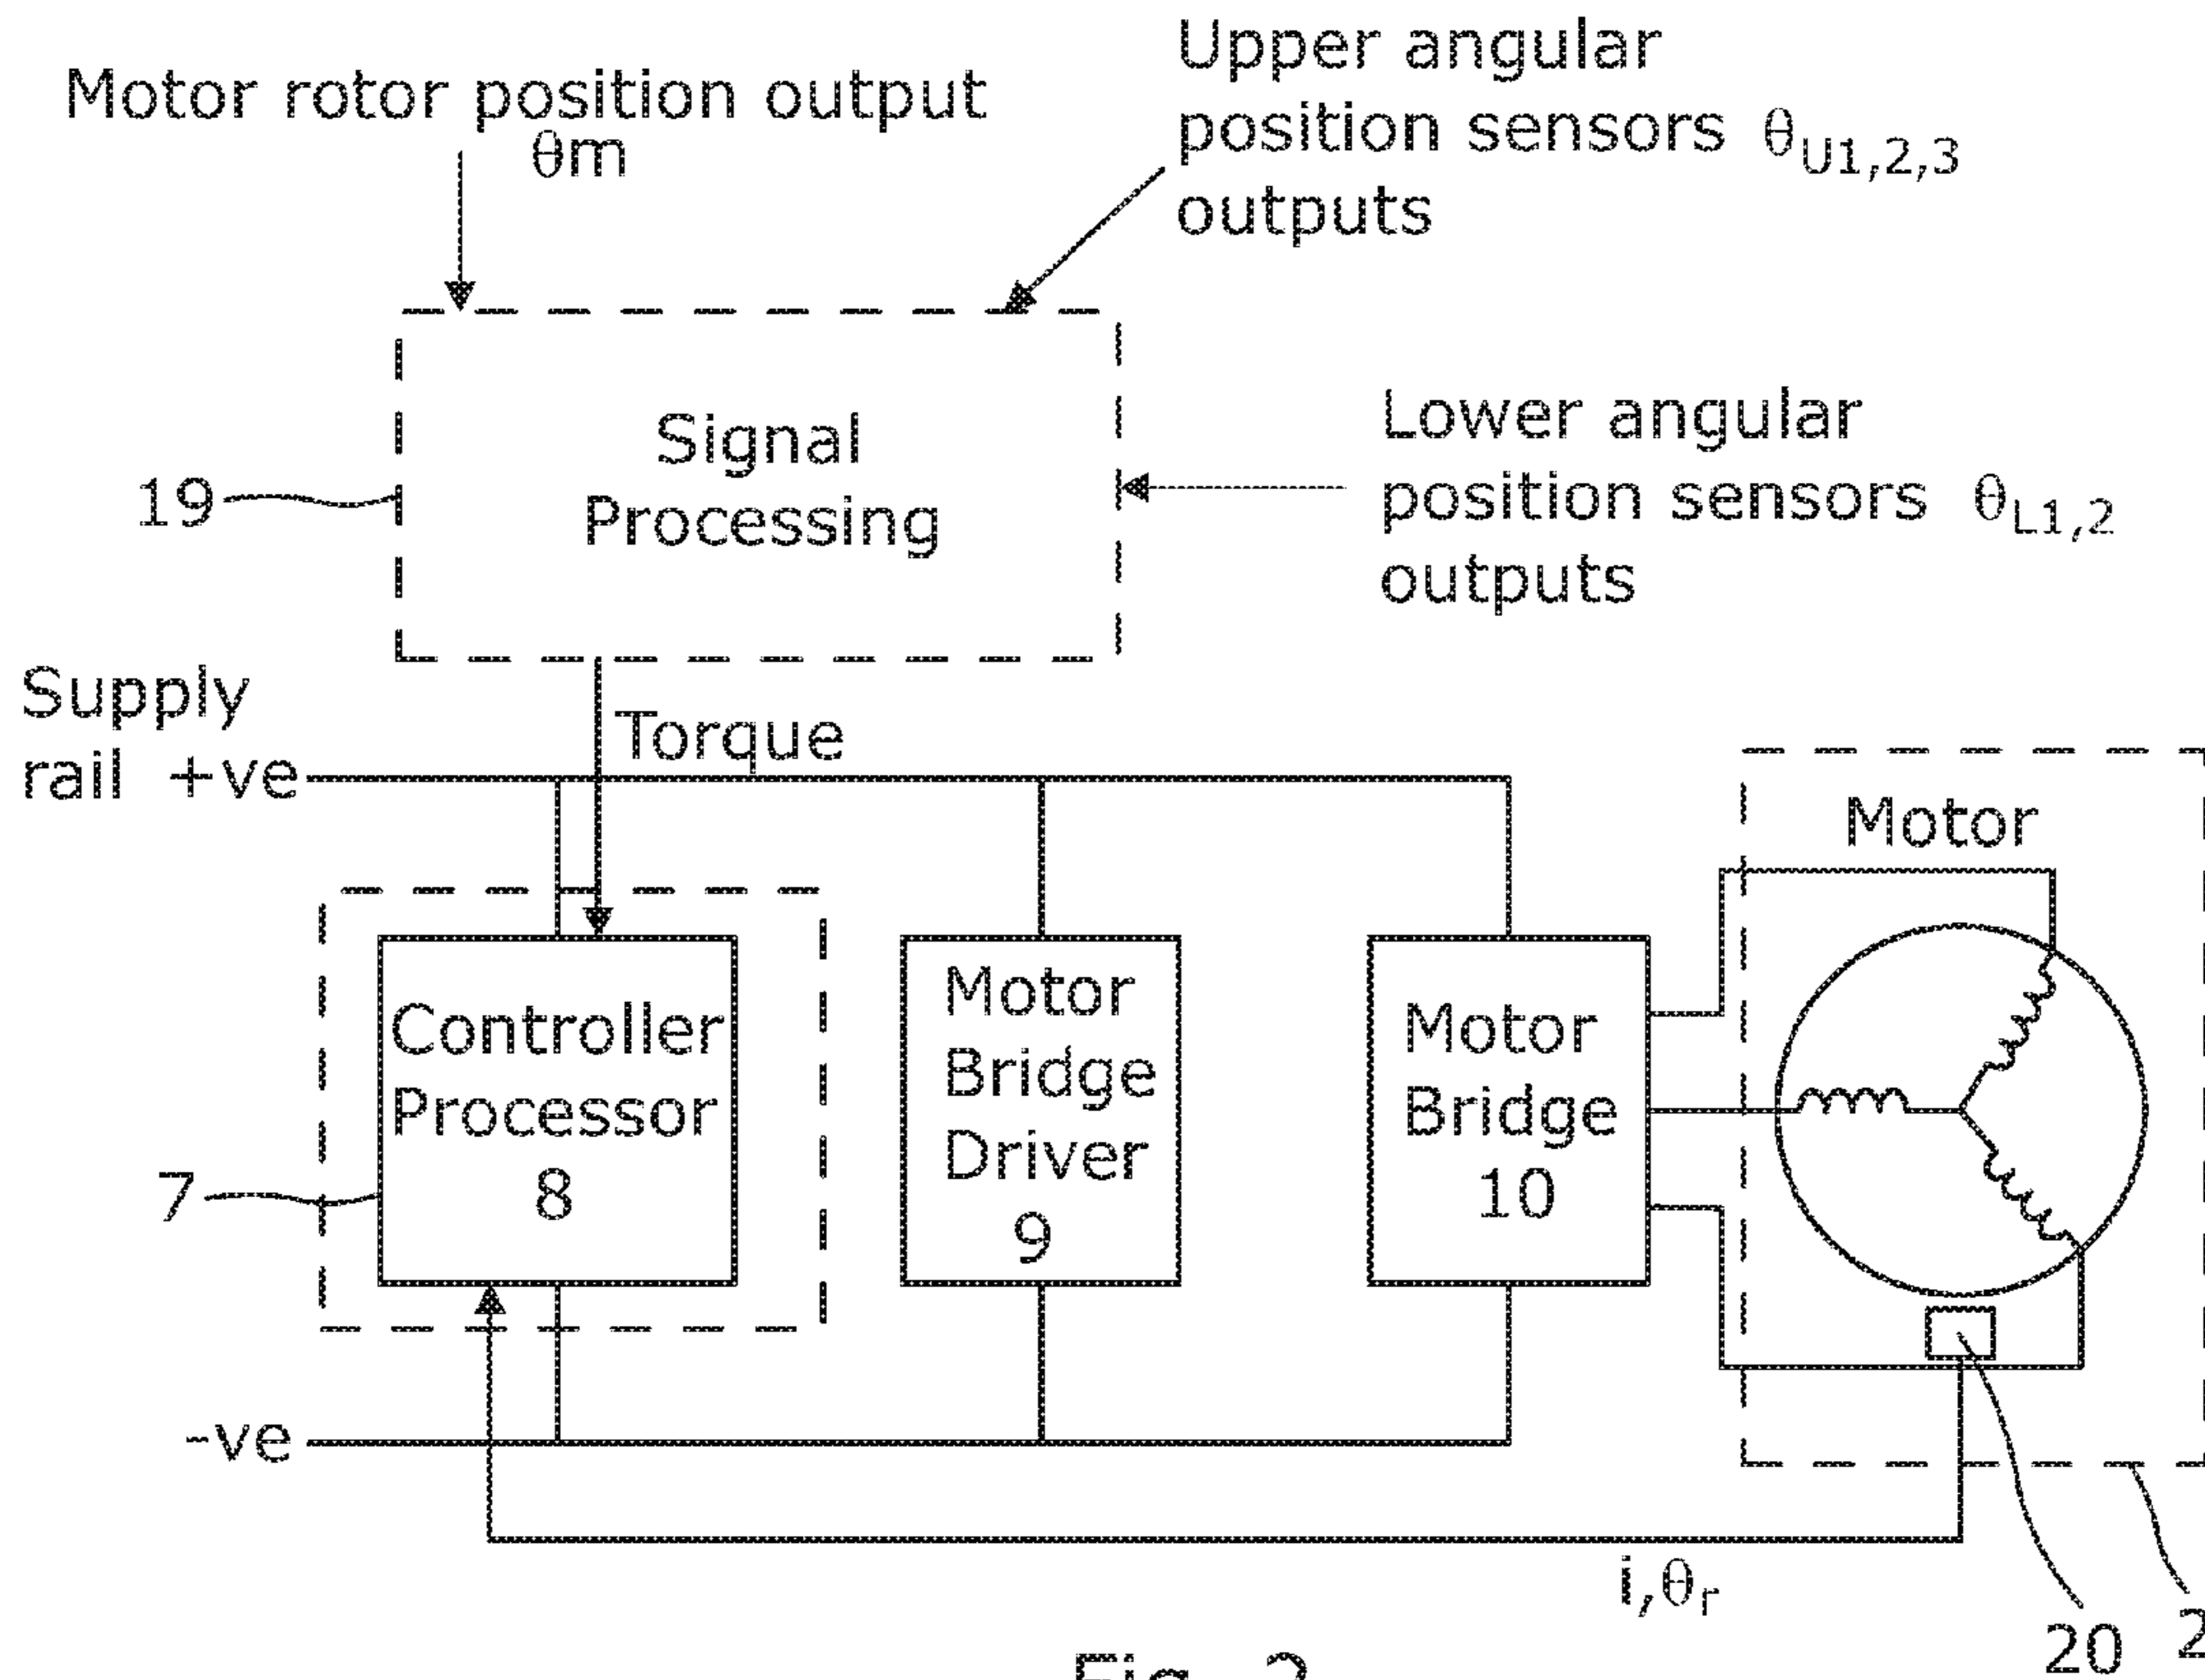 Motor rotor position output
θm
Upper angular
position sensors θU1,2,3
outputs
Signal
Processing
19
Lower angular
position sensors θL1,2
outputs
Supply
rail +ve
Torque
Motor
Controller
Processor
8
7
Motor
Bridge
Driver
9
Motor
Bridge
10
-ve
i,θr
20
2